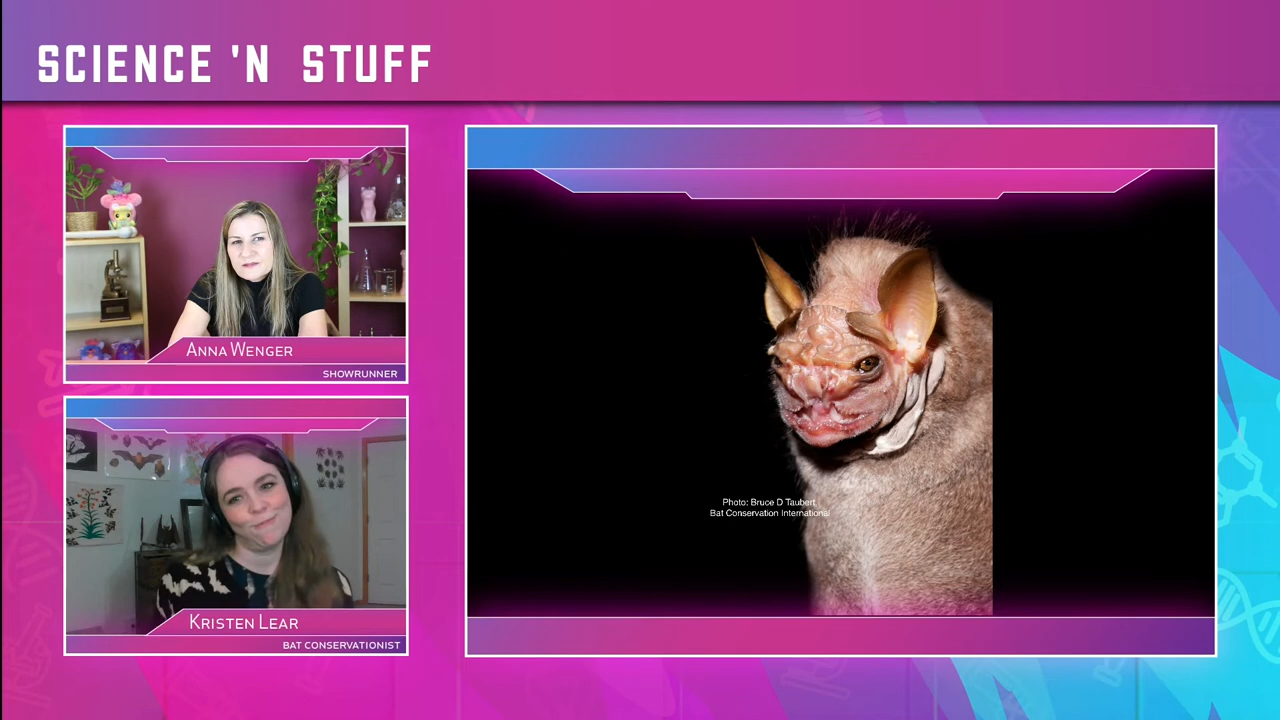 SCIENCE 'N STUFF
Anna Wenger
SHOWRUNNER
Kristen Lear
BAT CONSERVATIONIST
Photo: Bruce D Taubert
Bat Conservation International